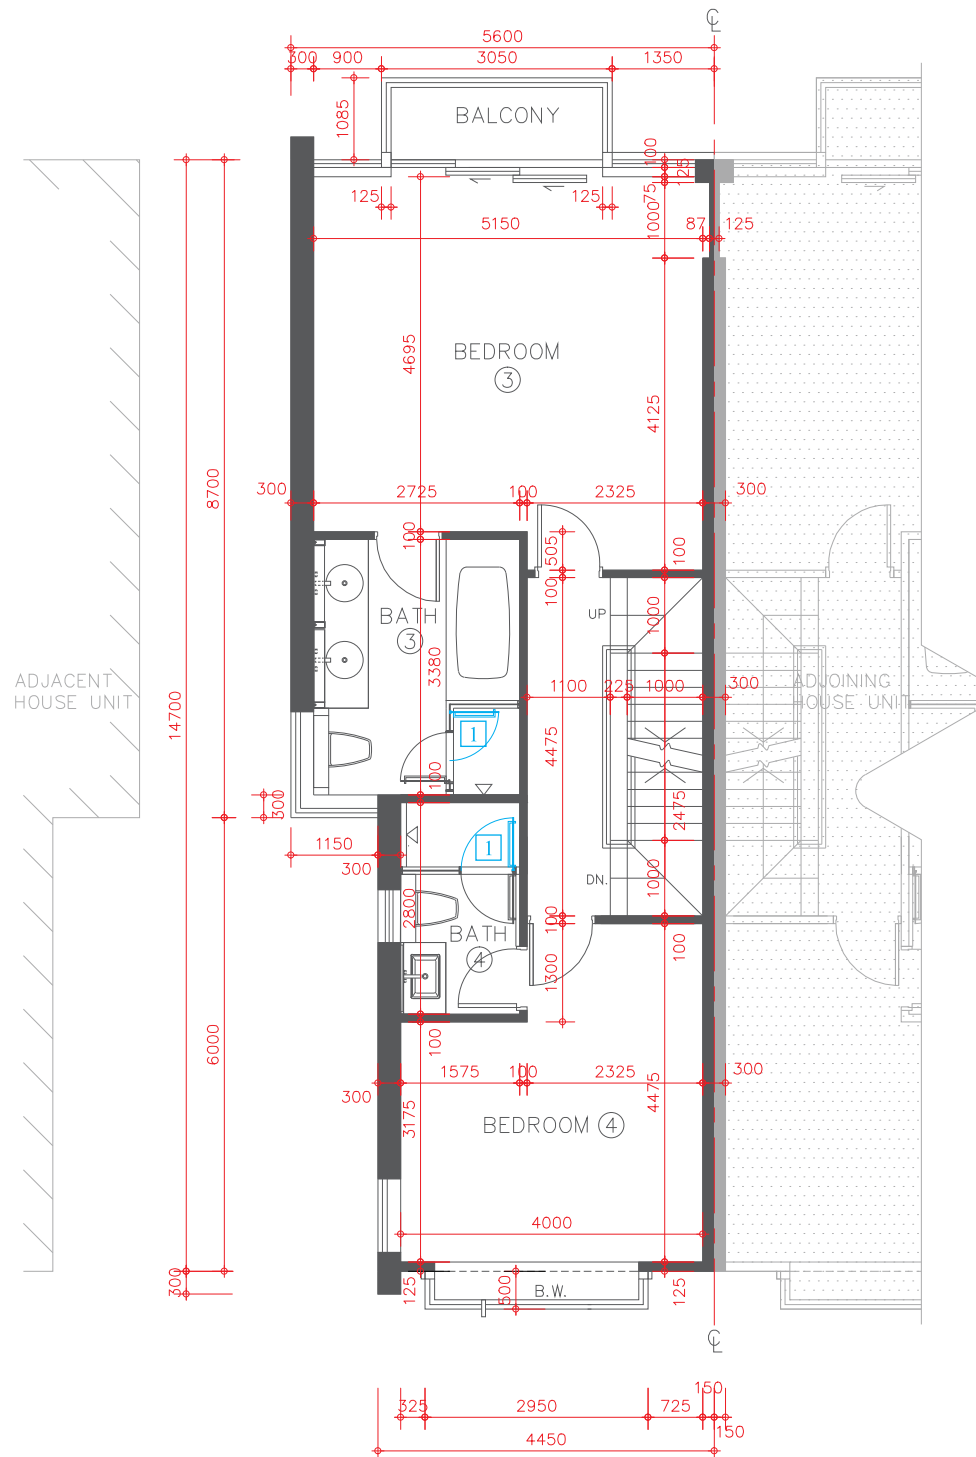 5600
300 900 3050 1350
1085
BALCONY
100
125
75
125 125
1000
5150 87 125
4695
BEDROOM
3
4125
8700
300 2725 100 2325 300
100
505
100
100
UP
1000
BATH
3
3380
ADJACENT
HOUSE UNIT
ADJOINING
HOUSE UNIT
1100 225 1000 300
14700
1
4475
100
300
2475
1150
300
1
DN.
1000
2800
100
BATH
4
100
1300
6000
100
1575 100 2325 300
300
4475
3175
BEDROOM 4
4000
300
125
500
B.W.
125
150
325 2950 725
150
4450